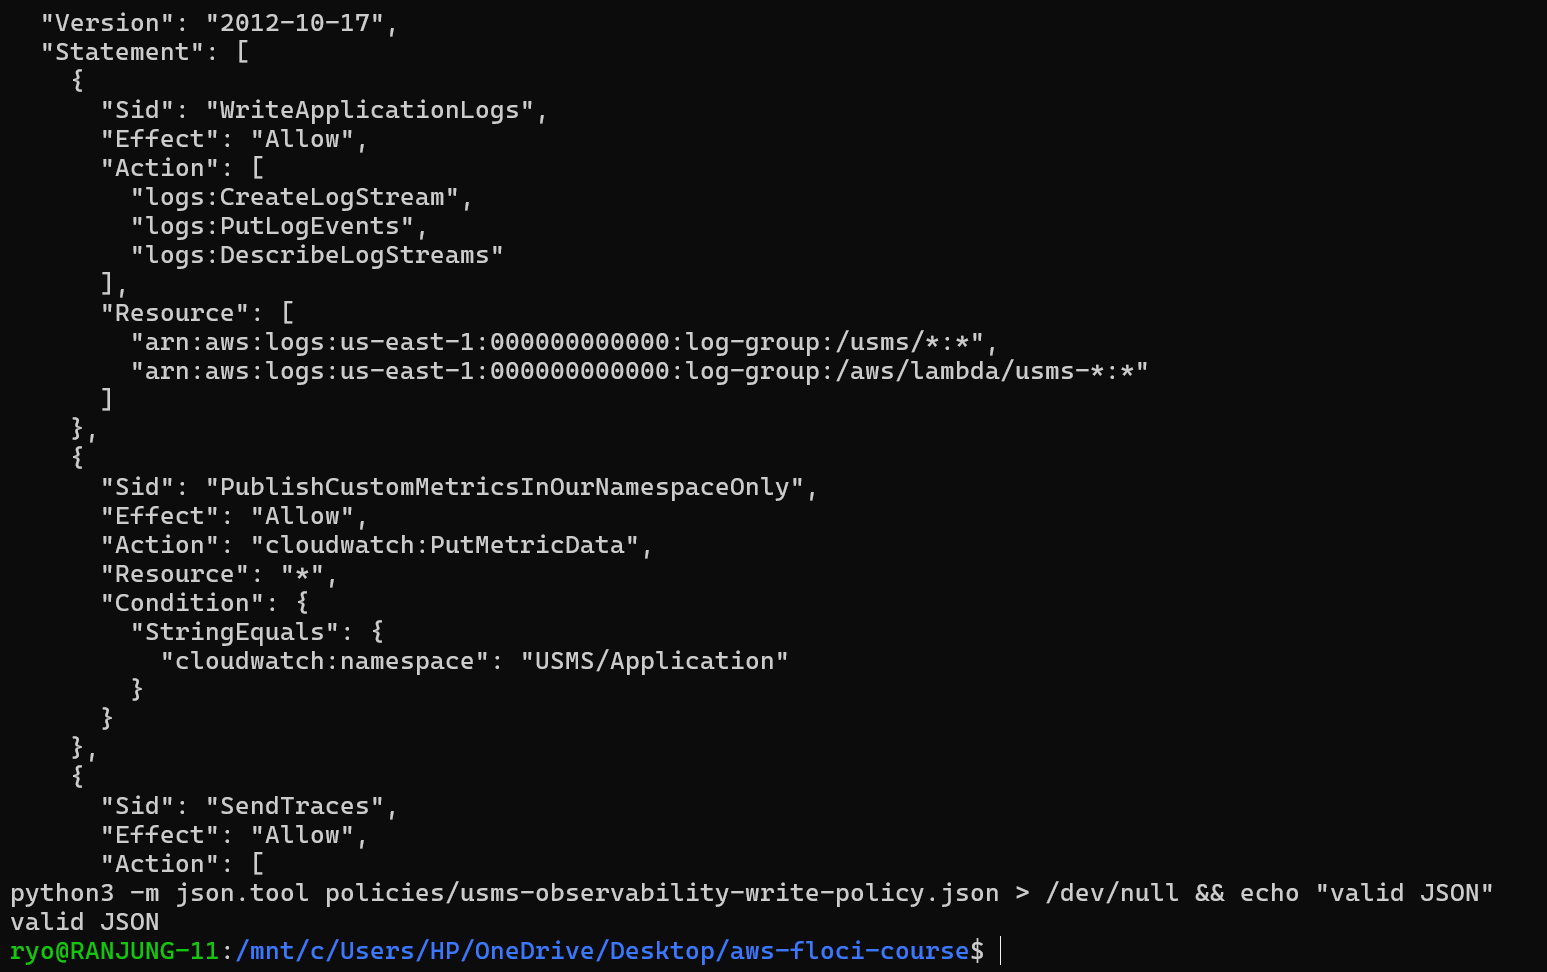 "Version": "2012-10-17",
  "Statement": [
    {
      "Sid": "WriteApplicationLogs",
      "Effect": "Allow",
      "Action": [
        "logs:CreateLogStream",
        "logs:PutLogEvents",
        "logs:DescribeLogStreams"
      ],
      "Resource": [
        "arn:aws:logs:us-east-1:000000000000:log-group:/usms/*:*",
        "arn:aws:logs:us-east-1:000000000000:log-group:/aws/lambda/usms-*:*"
      ]
    },
    {
      "Sid": "PublishCustomMetricsInOurNamespaceOnly",
      "Effect": "Allow",
      "Action": "cloudwatch:PutMetricData",
      "Resource": "*",
      "Condition": {
        "StringEquals": {
          "cloudwatch:namespace": "USMS/Application"
        }
      }
    },
    {
      "Sid": "SendTraces",
      "Effect": "Allow",
      "Action": [
python3 -m json.tool policies/usms-observability-write-policy.json > /dev/null && echo "valid JSON"
valid JSON
ryo@RANJUNG-11:/mnt/c/Users/HP/OneDrive/Desktop/aws-floci-course$